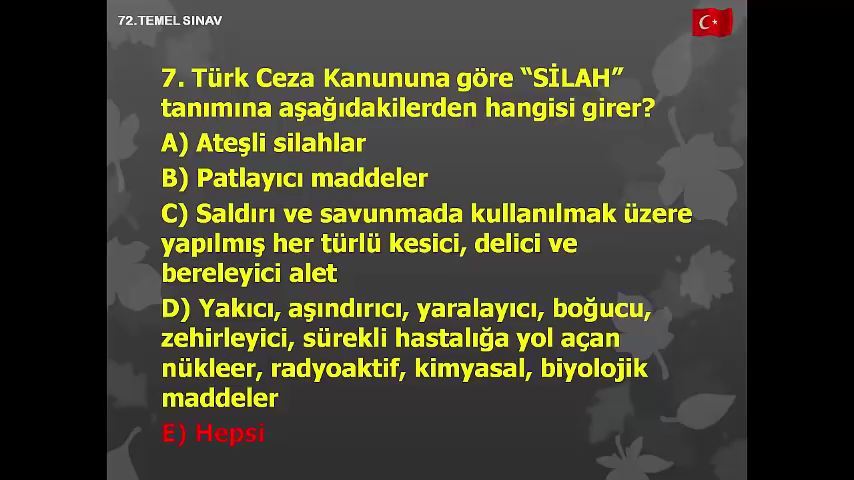 72.TEMEL SINAV
7. Türk Ceza Kanununa göre “SİLAH”
tanımına aşağıdakilerden hangisi girer?
A) Ateşli silahlar
B) Patlayıcı maddeler
C) Saldırı ve savunmada kullanılmak üzere
yapılmış her türlü kesici, delici ve
bereleyici alet
D) Yakıcı, aşındırıcı, yaralayıcı, boğucu,
zehirleyici, sürekli hastalığa yol açan
nükleer, radyoaktif, kimyasal, biyolojik
maddeler
E) Hepsi